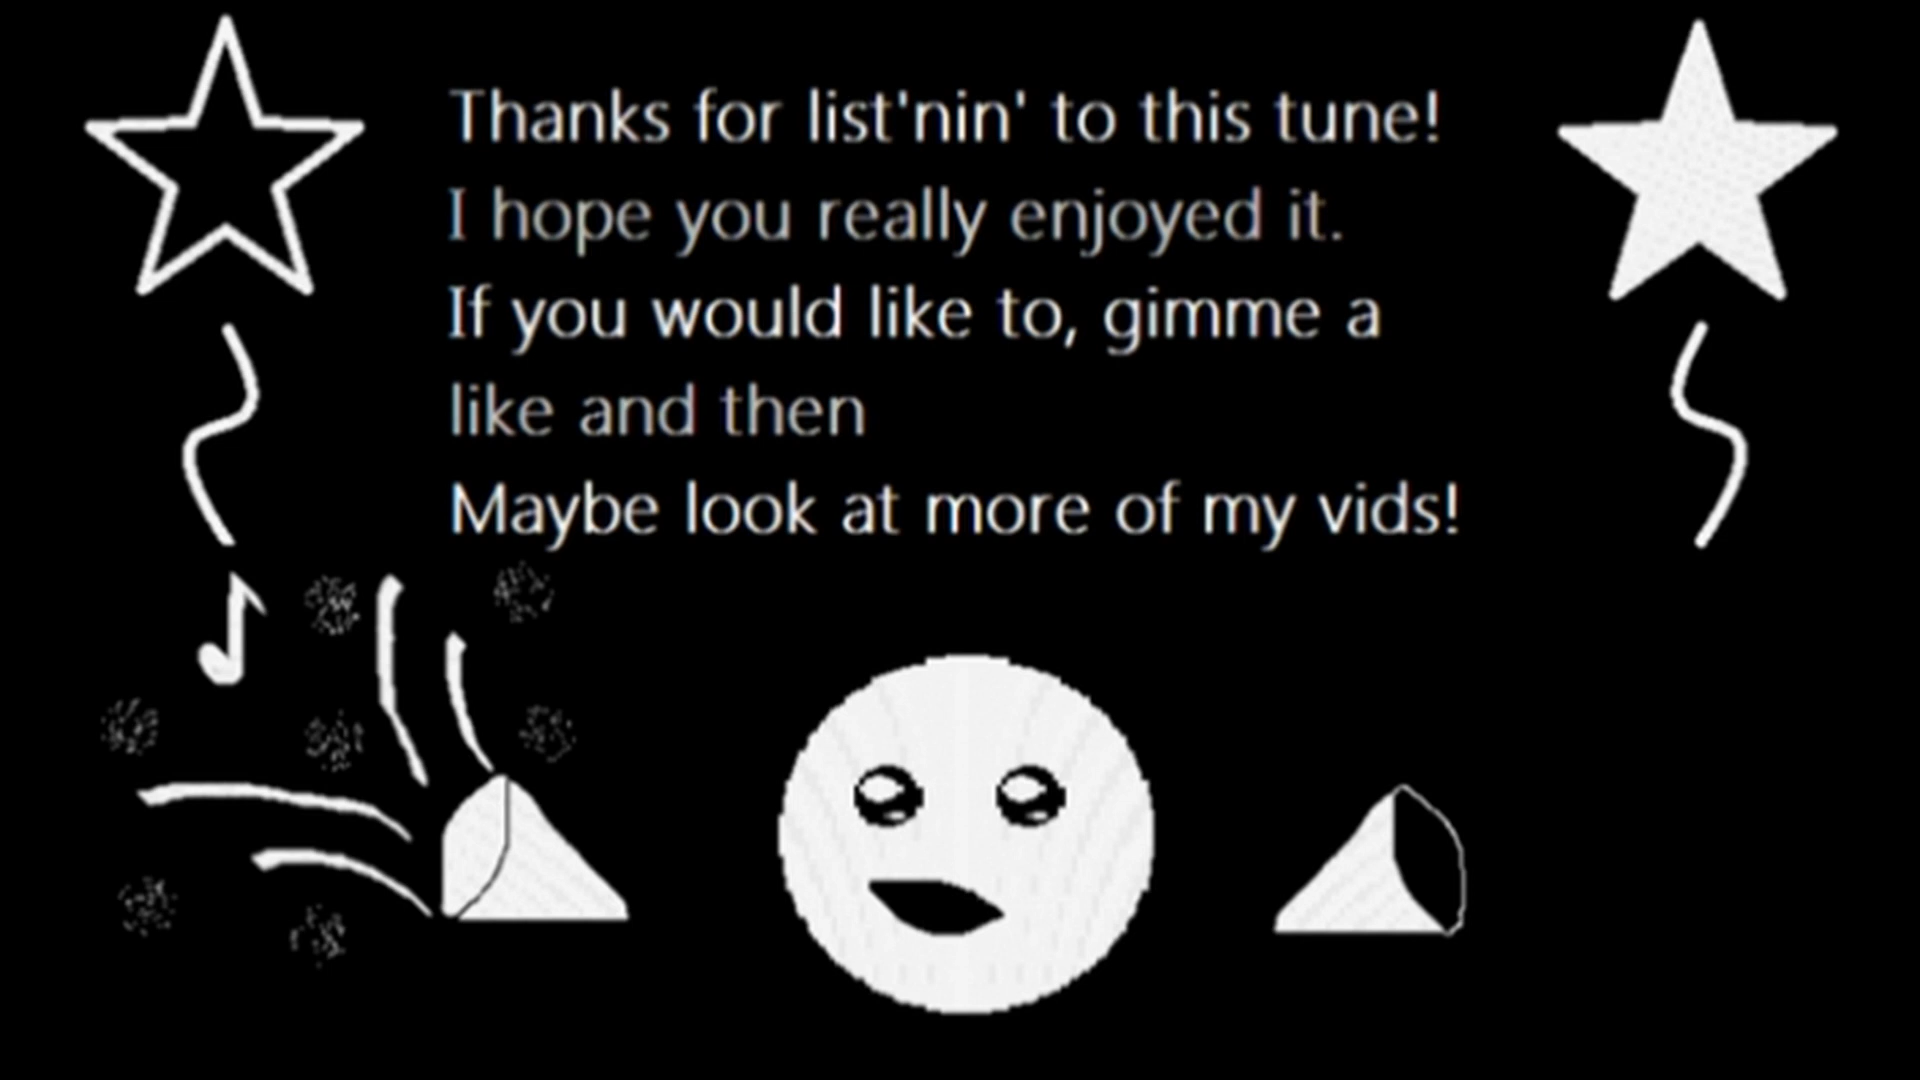 Thanks for list'nin' to this tune!
I hope you really enjoyed it.
If you would like to, gimme a
like and then
Maybe look at more of my vids!